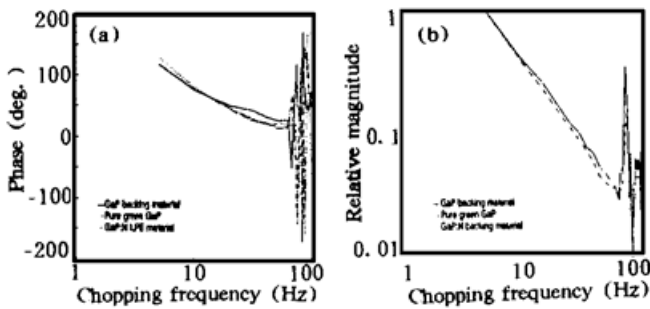 (a)
Phase (deg.)
200
100
0
-100
-200
GaP backing material
Pure green GaP
GaP:N LPE material
1
10
100
Chopping frequency (Hz)
(b)
Relative magnitude
1
0.1
0.01
GaP backing material
Pure green GaP
GaP:N backing material
1
10
100
Chopping frequency (Hz)